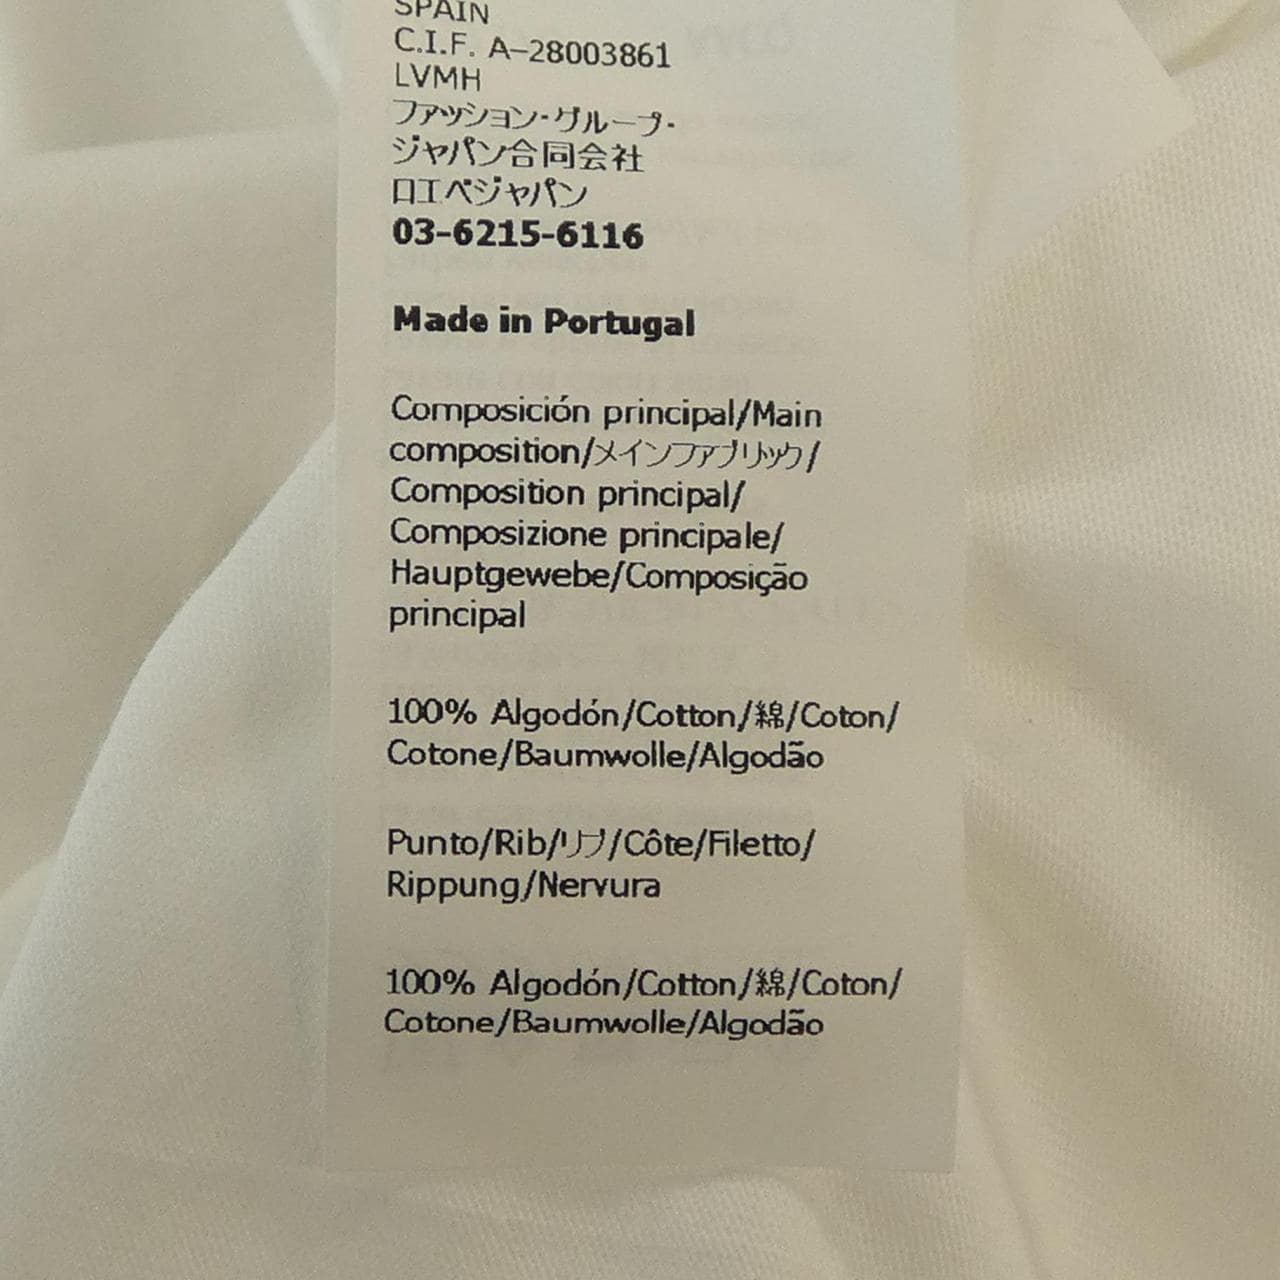 SPAIN
C.I.F. A-28003861
LVMH
ファッション・グループ・
ジャパン合同会社
ロエベジャパン
03-6215-6116
Made in Portugal
Composición principal/Main
composition/メインファブリック/
Composition principal/
Composizione principale/
Hauptgewebe/Composição
principal
100% Algodón/Cotton/綿/Coton/
Cotone/Baumwolle/Algodão
Punto/Rib/リブ/Côte/Filetto/
Rippung/Nervura
100% Algodón/Cotton/綿/Coton/
Cotone/Baumwolle/Algodão